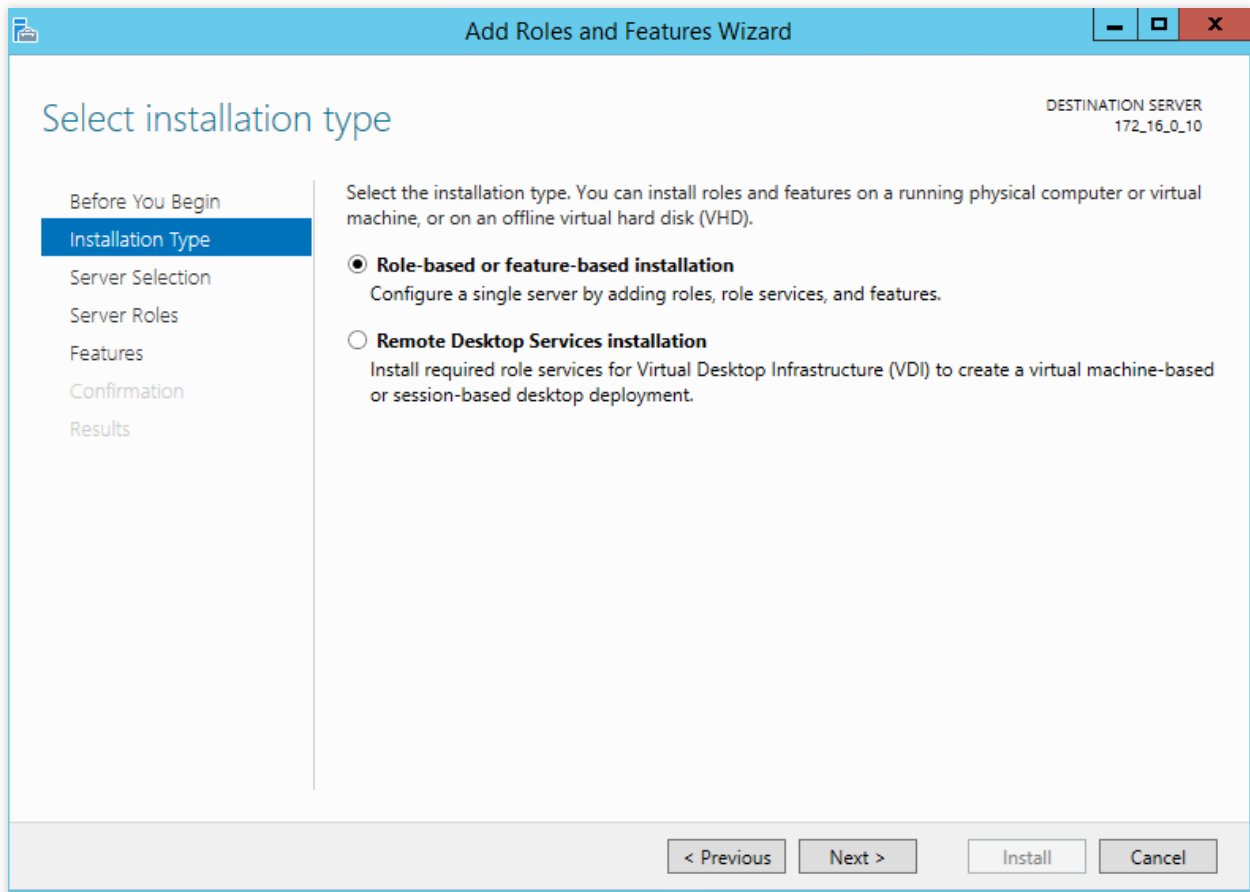 Add Roles and Features Wizard
Select installation type
DESTINATION SERVER
172_16_0_10
Before You Begin
Installation Type
Server Selection
Server Roles
Features
Confirmation
Results
Select the installation type. You can install roles and features on a running physical computer or virtual
machine, or on an offline virtual hard disk (VHD).
Role-based or feature-based installation
Configure a single server by adding roles, role services, and features.
Remote Desktop Services installation
Install required role services for Virtual Desktop Infrastructure (VDI) to create a virtual machine-based
or session-based desktop deployment.
< Previous Next > Install Cancel